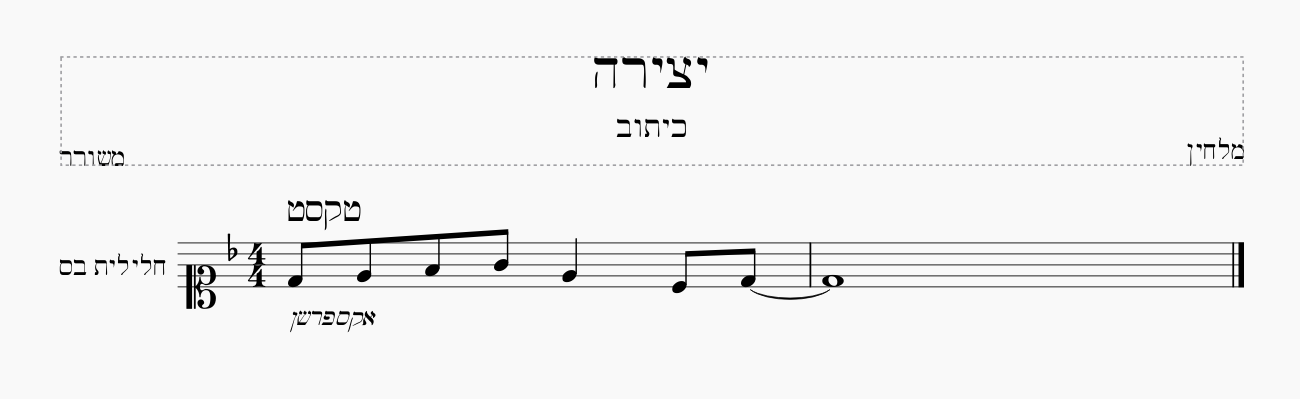 יצירה
כיתוב
מלחין
משורר
טקסט
חלילית בס
אקספרשן